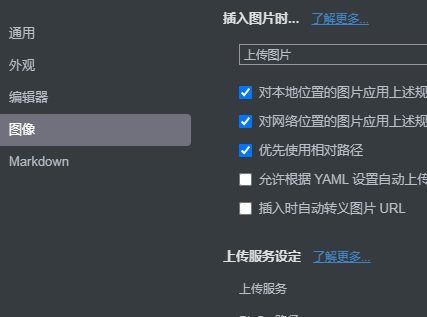 通用
外观
编辑器
图像
Markdown
插入图片时... 了解更多...
上传图片
对本地位置的图片应用上述规
对网络位置的图片应用上述规
优先使用相对路径
允许根据 YAML 设置自动上传
插入时自动转义图片 URL
上传服务设定 了解更多...
上传服务